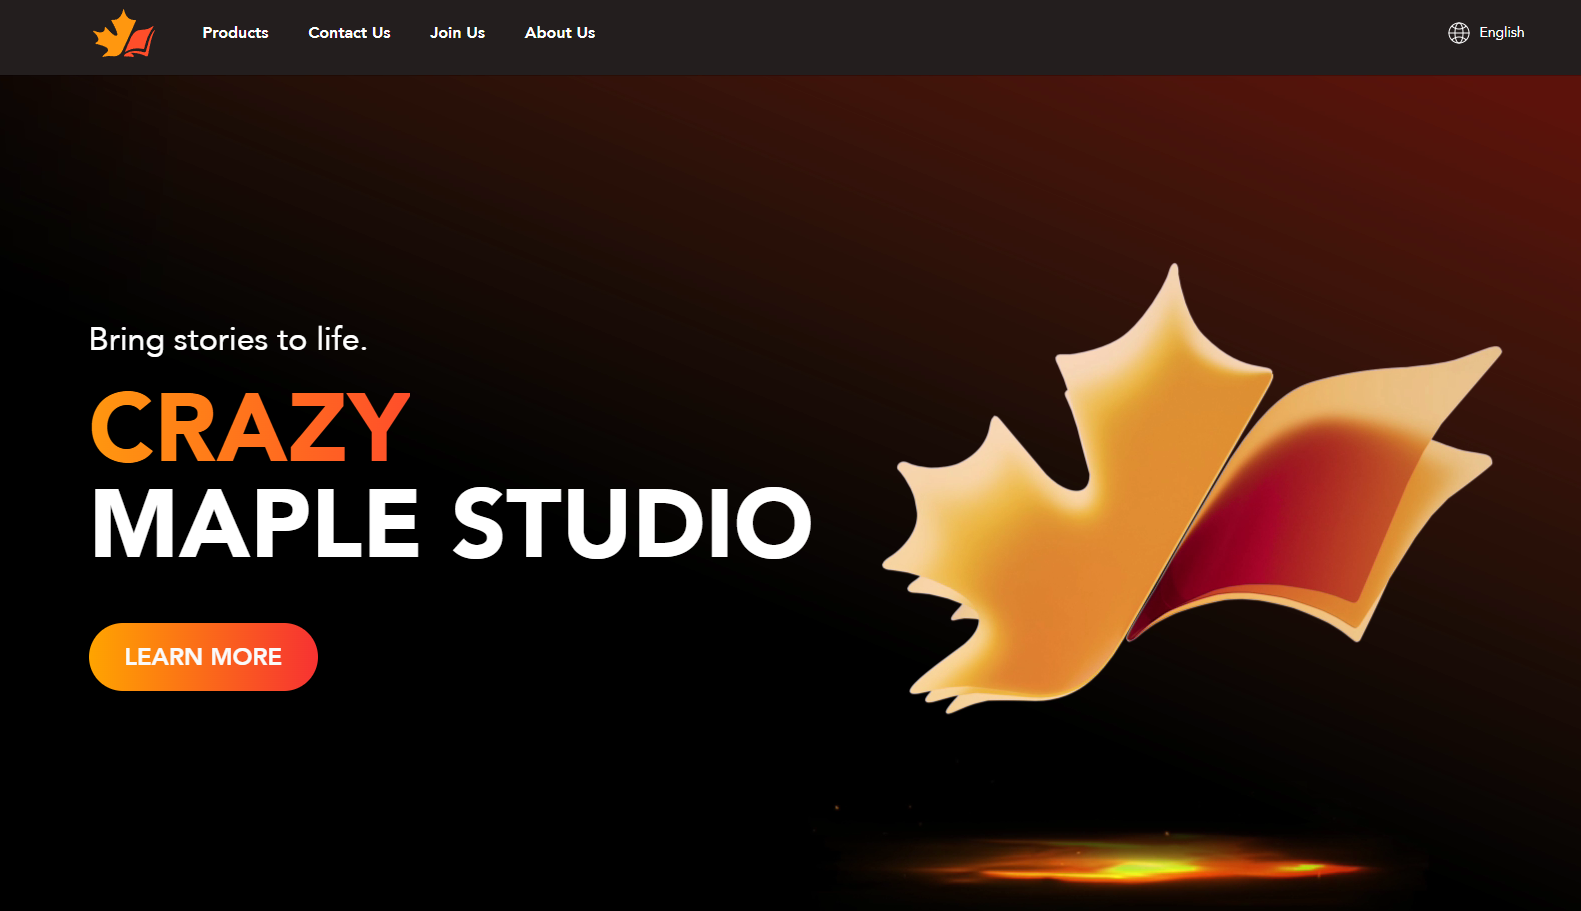 Products
Contact Us
Join Us
About Us
English
Bring stories to life.
CRAZY
MAPLE STUDIO
LEARN MORE